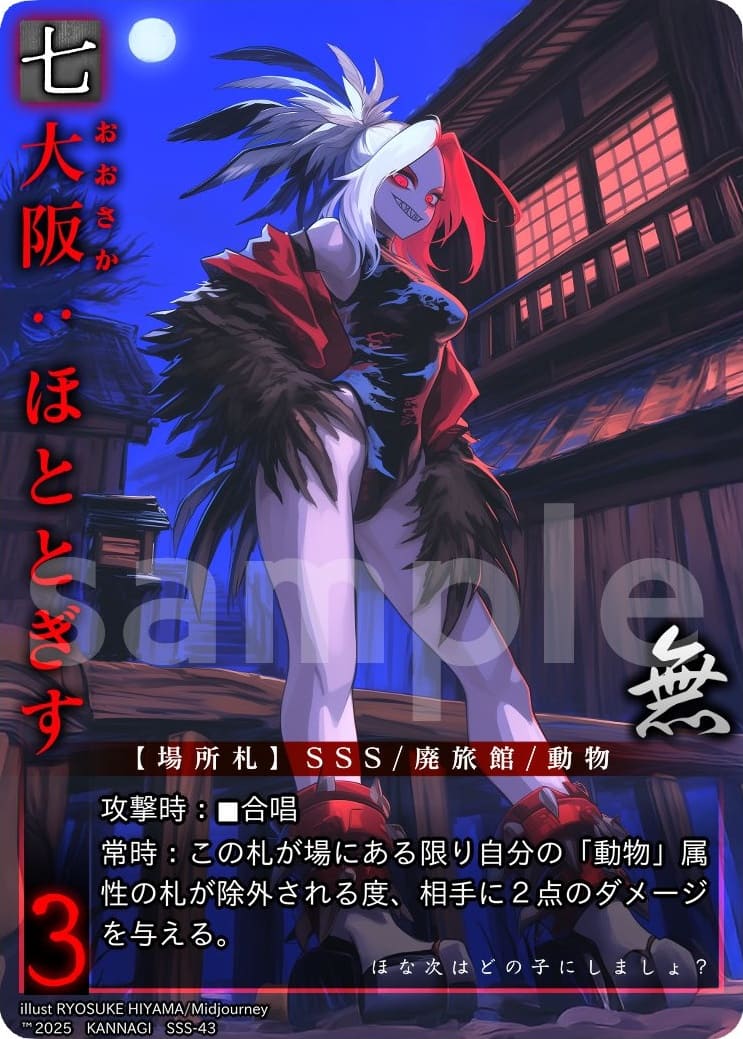 七
大阪：ほととぎす
おおさか
sample
無
【場所札】SSS/廃旅館/動物
攻撃時：■合唱
常時：この札が場にある限り自分の「動物」属
性の札が除外される度、相手に２点のダメージ
を与える。
ほな次はどの子にしましょ？
3
illust RYOSUKE HIYAMA/Midjourney
™2025 KANNAGI SSS-43